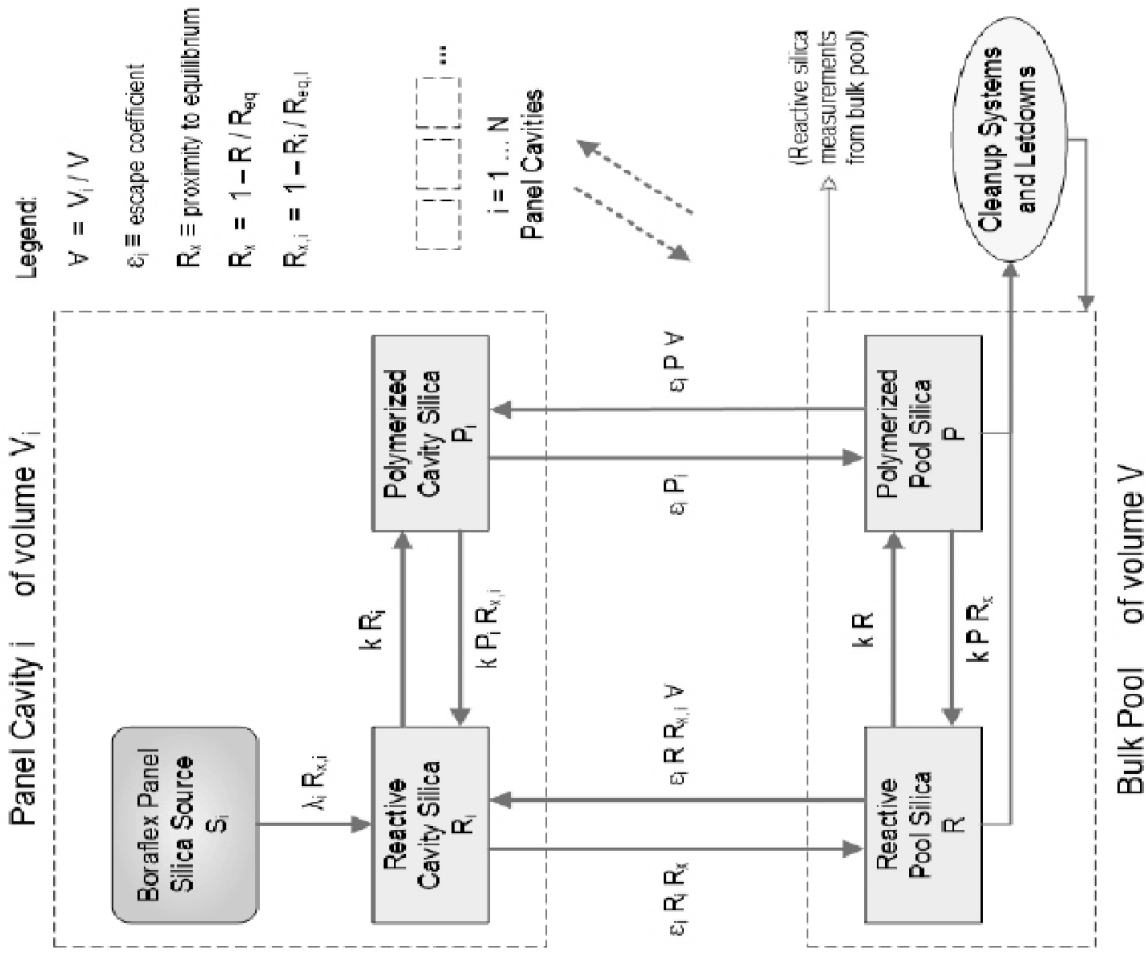 Panel Cavity i of volume Vᵢ
Boraflex Panel
Silica Source
Sᵢ
λᵢ Rₓ,ᵢ
Reactive
Cavity Silica
Rᵢ
k Rᵢ
k Pᵢ Rₓ,ᵢ
Polymerized
Cavity Silica
Pᵢ
εᵢ Rᵢ Rₓ
εᵢ R Rₓ,ᵢ ∀
εᵢ Pᵢ
εᵢ P ∀
Reactive
Pool Silica
R
k R
k P Rₓ
Polymerized
Pool Silica
P
Bulk Pool of volume V
Legend:
∀ = Vᵢ / V
εᵢ ≡ escape coefficient
Rₓ ≡ proximity to equilibrium
Rₓ = 1 – R / Req
Rₓ,ᵢ = 1 – Rᵢ / Req,i
...
i = 1 ... N
Panel Cavities
(Reactive silica
measurements
from bulk pool)
Cleanup Systems
and Letdowns